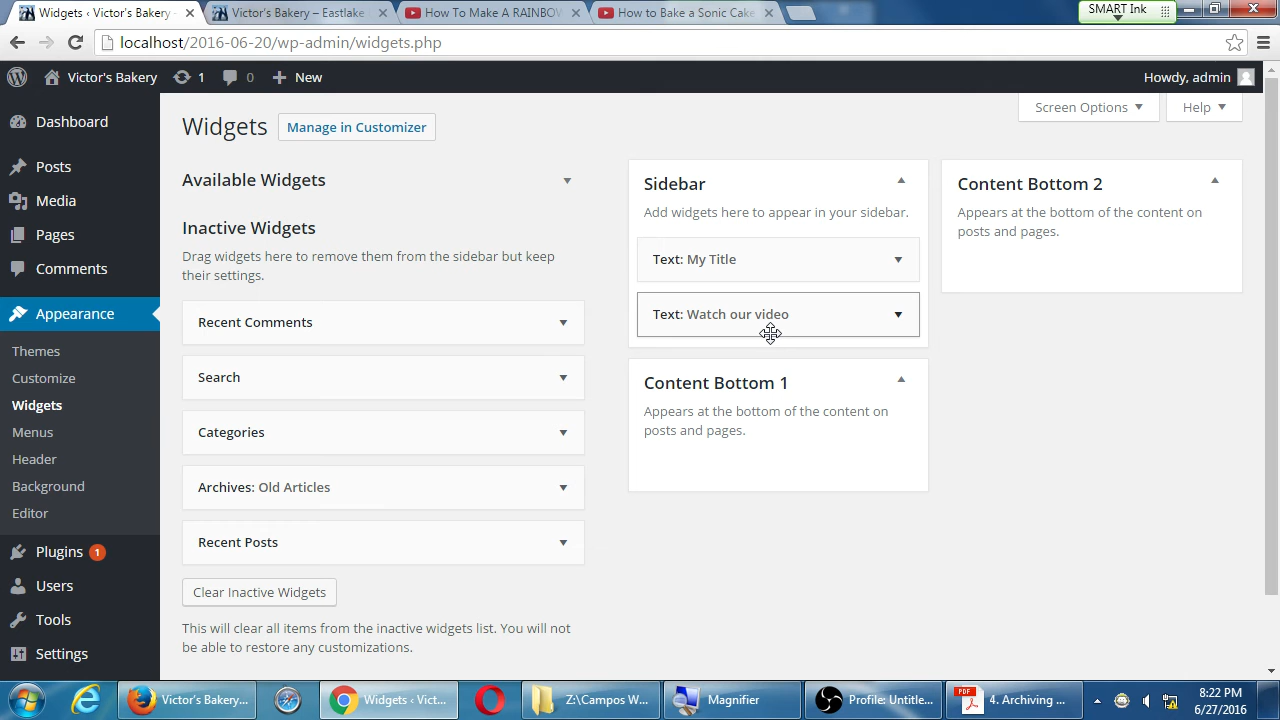 Widgets ‹ Victor's Bakery -
Victor's Bakery – Eastlake
How To Make A RAINBOW
How to Bake a Sonic Cake
SMART Ink
localhost/2016-06-20/wp-admin/widgets.php
Victor's Bakery
1
0
New
Howdy, admin
Dashboard
Posts
Media
Pages
Comments
Appearance
Themes
Customize
Widgets
Menus
Header
Background
Editor
Plugins 1
Users
Tools
Settings
Screen Options
Help
Widgets
Manage in Customizer
Available Widgets
Inactive Widgets
Drag widgets here to remove them from the sidebar but keep
their settings.
Recent Comments
Search
Categories
Archives: Old Articles
Recent Posts
Clear Inactive Widgets
This will clear all items from the inactive widgets list. You will not
be able to restore any customizations.
Sidebar
Add widgets here to appear in your sidebar.
Text: My Title
Text: Watch our video
Content Bottom 1
Appears at the bottom of the content on
posts and pages.
Content Bottom 2
Appears at the bottom of the content on
posts and pages.
Victor's Bakery...
Widgets ‹ Vict...
Z:\Campos W...
Magnifier
Profile: Untitle...
PDF
4. Archiving ...
8:22 PM
6/27/2016